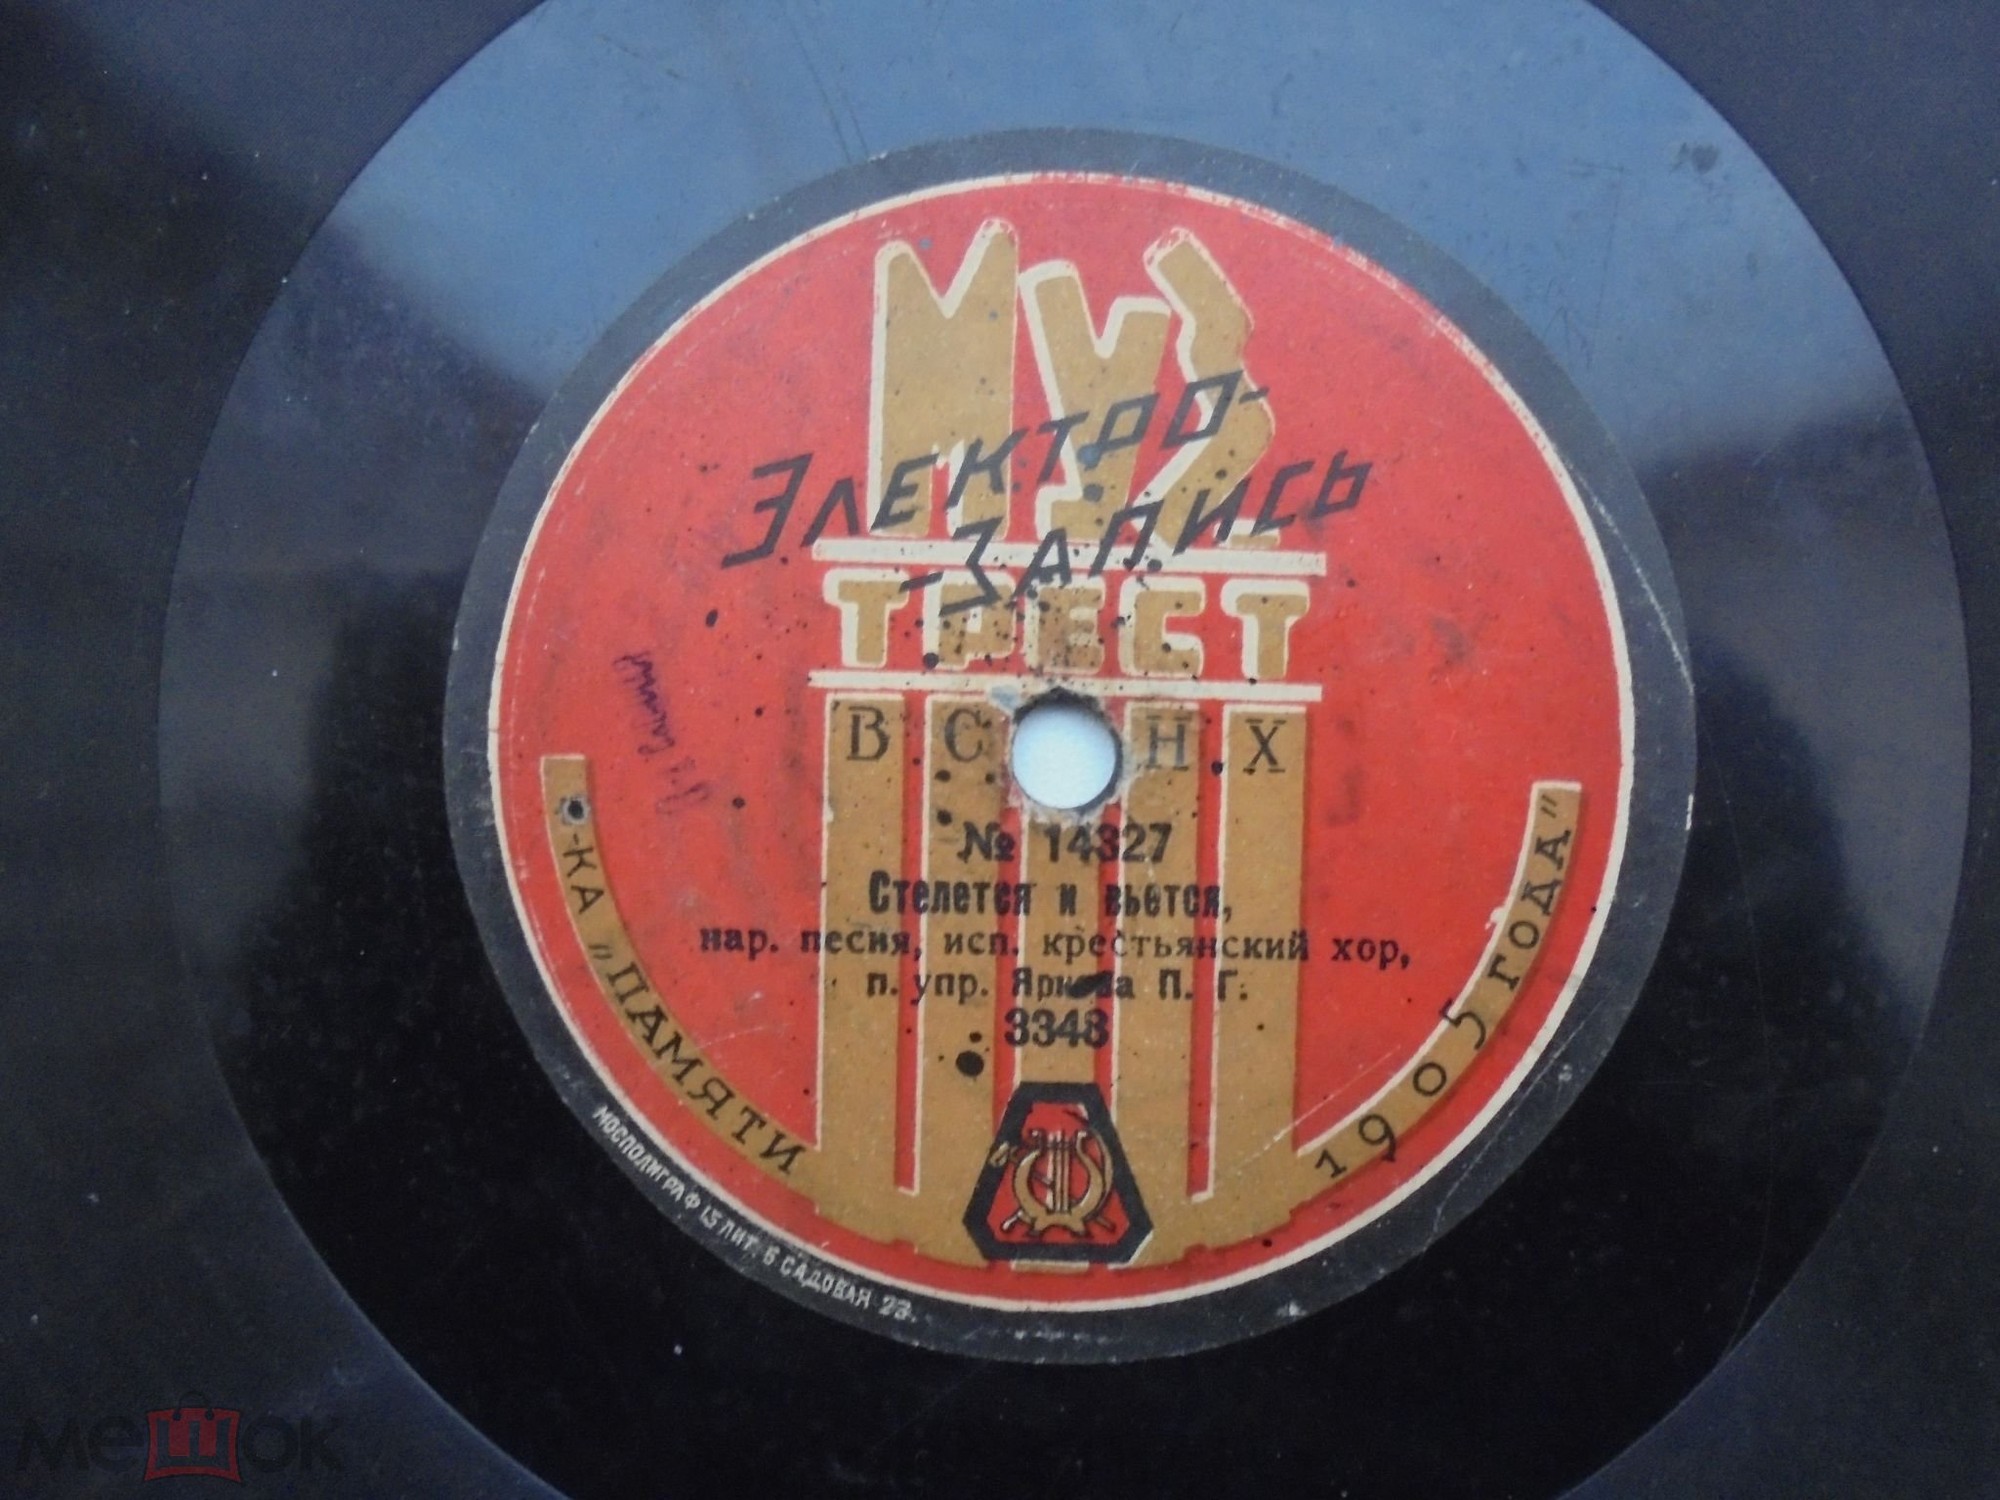 МУЗ
ЭЛЕКТРО-
-ЗАПИСЬ
ТРЕСТ
В С Н Х
№ 14327
Стелется и вьется,
нар. песня, исп. крестьянский хор,
п. упр. Яркова П. Г.
3348
Ф-КА „ПАМЯТИ 1905 ГОДА"
МОСПОЛИГРАФ 15 ЛИТ. Б САДОВАЯ 23.
мешок